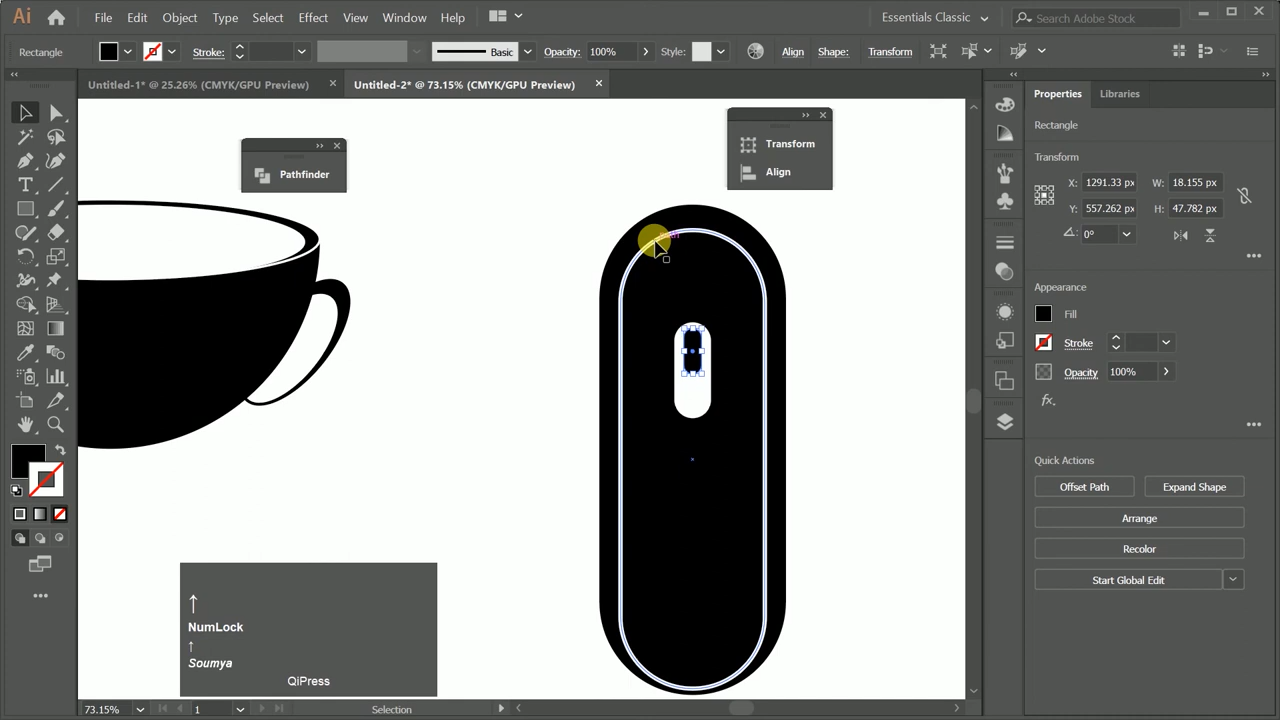 Ai File Edit Object Type Select Effect View Window Help Essentials Classic Search Adobe Stock
Rectangle Stroke: Basic Opacity: 100% Style: Align Shape: Transform
Untitled-1* @ 25.26% (CMYK/GPU Preview) Untitled-2* @ 73.15% (CMYK/GPU Preview)
Properties Libraries
Rectangle
Transform
Align
Pathfinder
Transform
X: 1291.33 px W: 18.155 px
Y: 557.262 px H: 47.782 px
0°
Appearance
Fill
Stroke
Opacity 100%
fx.
Quick Actions
Offset Path Expand Shape
Arrange
Recolor
Start Global Edit
↑
NumLock
↑
Soumya
QiPress
73.15% 1 Selection